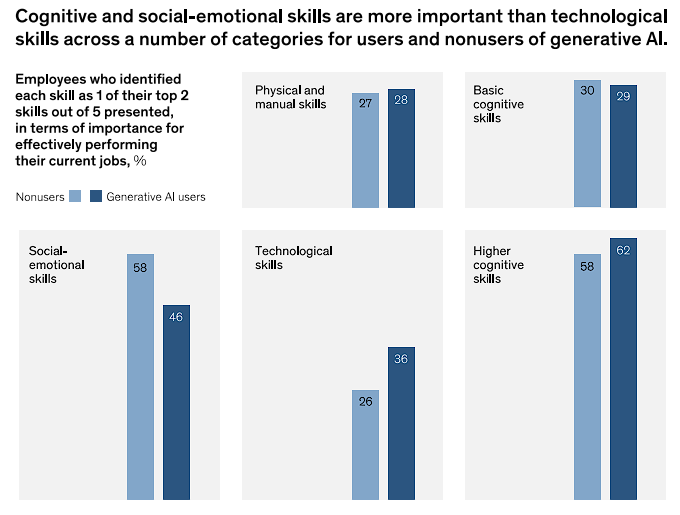 Cognitive and social-emotional skills are more important than technological
skills across a number of categories for users and nonusers of generative AI.
Employees who identified
each skill as 1 of their top 2
skills out of 5 presented,
in terms of importance for
effectively performing
their current jobs, %
Nonusers Generative AI users
Physical and
manual skills
27
28
Basic
cognitive
skills
30
29
Social-
emotional
skills
58
46
Technological
skills
26
36
Higher
cognitive
skills
58
62